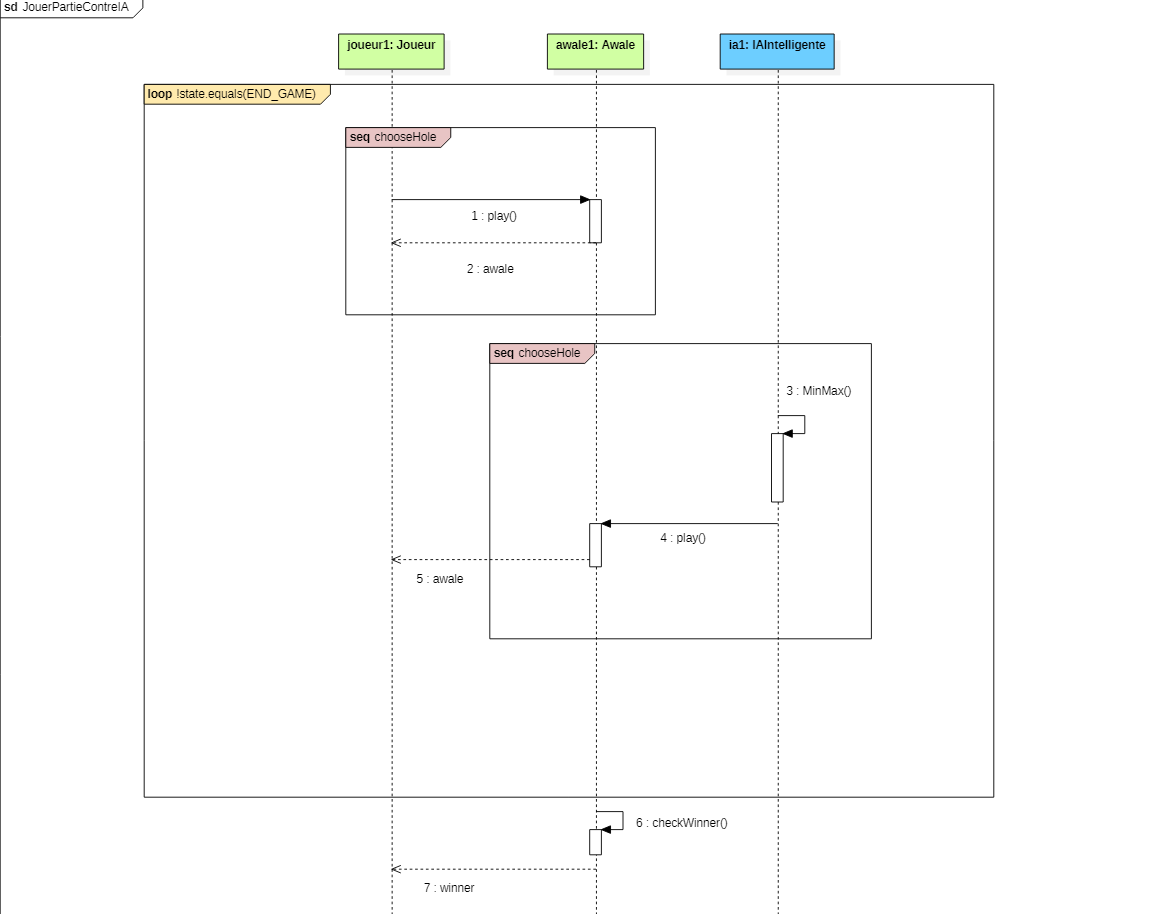 sd JouerPartieContreIA
joueur1: Joueur
awale1: Awale
ia1: IAIntelligente
loop !state.equals(END_GAME)
seq chooseHole
1 : play()
2 : awale
seq chooseHole
3 : MinMax()
4 : play()
5 : awale
6 : checkWinner()
7 : winner